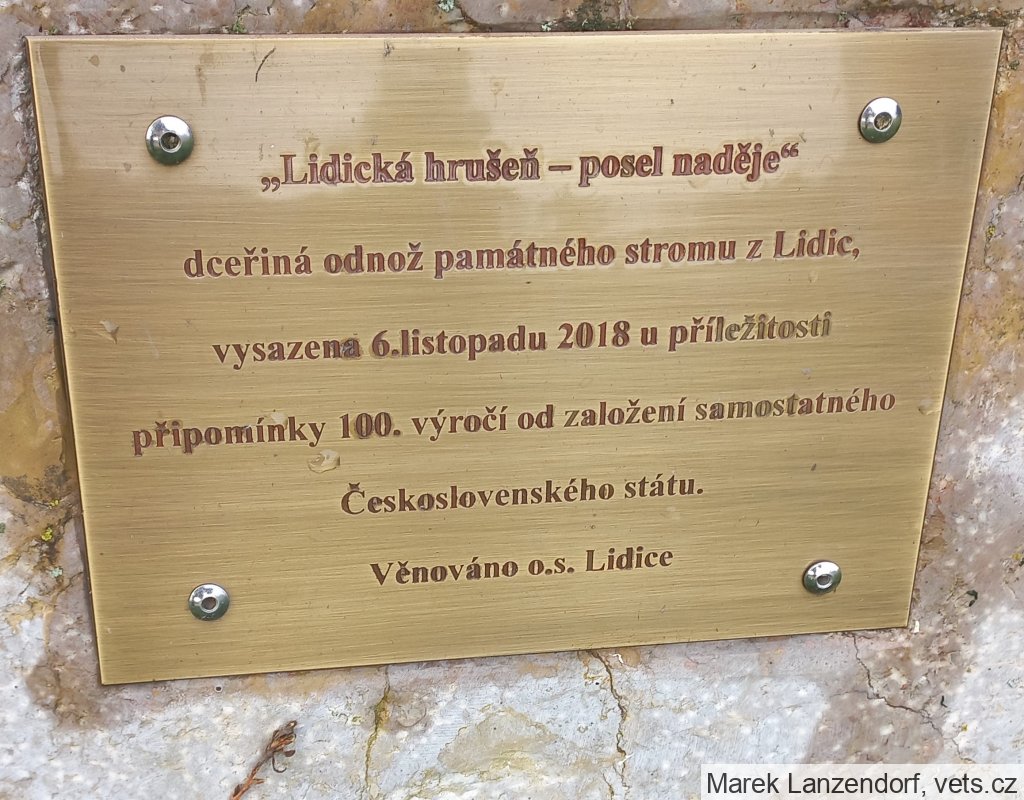 „Lidická hrušeň – posel naděje“
dceřiná odnož památného stromu z Lidic,
vysazena 6.listopadu 2018 u příležitosti
připomínky 100. výročí od založení samostatného
Československého státu.
Věnováno o.s. Lidice
Marek Lanzendorf, vets.cz